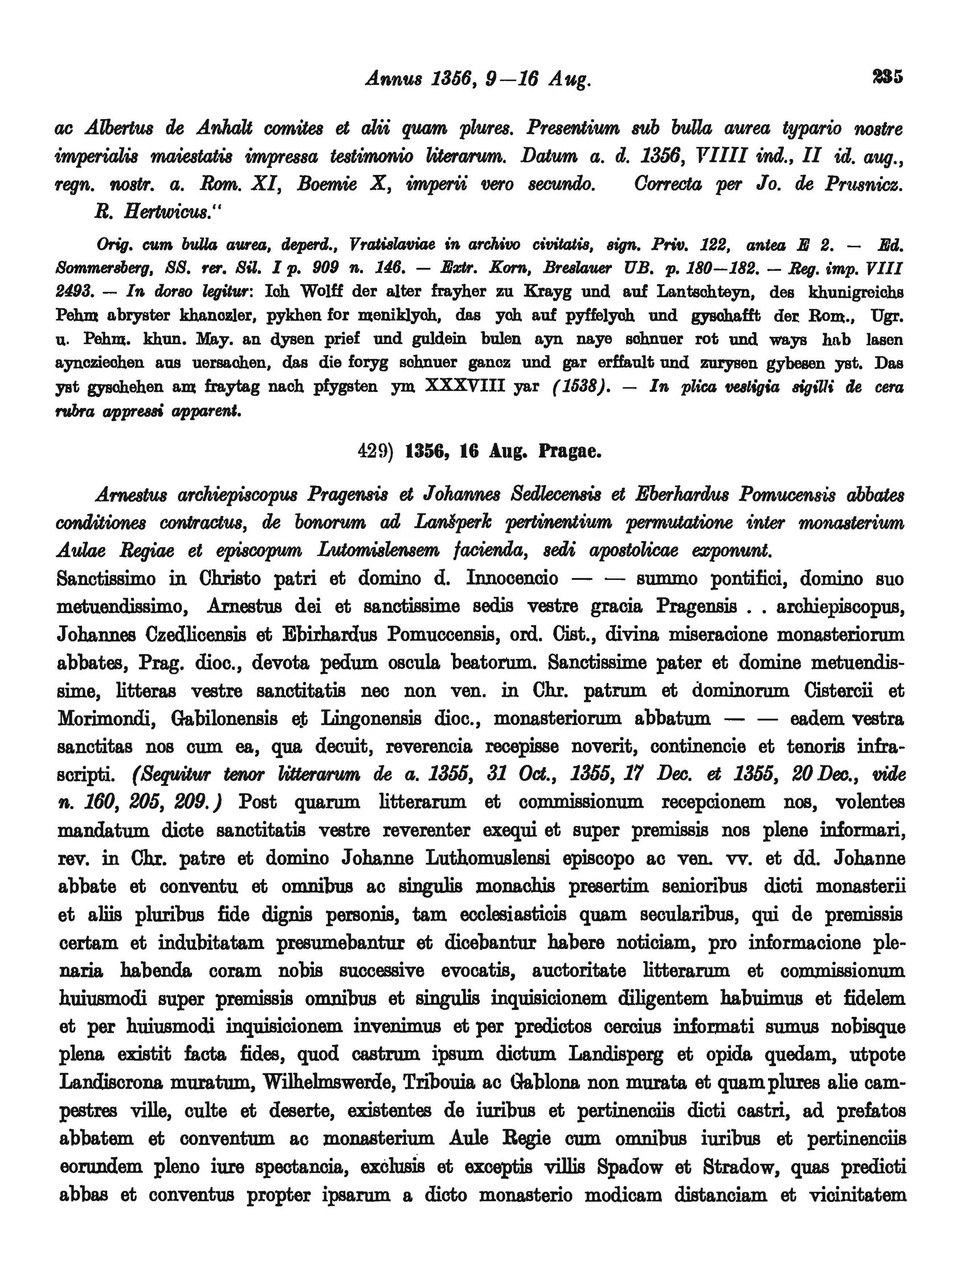 Annus 1356, 9—16 Aug. 235
ac Albertus de Anhalt comites et alii quam plures. Presentium sub bulla aurea typario nostre
imperialis maiestatis impressa testimonio literarum. Datum a. d. 1356, VIIII ind., II id. aug.,
regn. nostr. a. Rom. XI, Boemie X, imperii vero secundo. Correcta per Jo. de Prusnicz.
R. Hertwicus.“
Orig. cum bulla aurea, deperd., Vratislaviae in archivo civitatis, sign. Priv. 122, antea E 2. — Ed.
Sommersberg, SS. rer. Sil. I p. 909 n. 146. — Extr. Korn, Breslauer UB. p. 180—182. — Reg. imp. VIII
2493. — In dorso legitur: Ich Wolff der alter frayher zu Krayg und auf Lantschteyn, des khunigreichs
Pehm abryster khanczler, pykhen for meniklych, das ych auf pyffelych und gyschafft der Rom., Ugr.
u. Pehm. khun. May. an dysen prief und guldein bulen ayn naye schnuer rot und ways hab lasen
ayncziechen aus uersachen, das die foryg schnuer gancz und gar erffault und zurysen gybesen yst. Das
yst gyschehen am fraytag nach pfygsten ym XXXVIII yar (1538). — In plica vestigia sigilli de cera
rubra appressi apparent.
429) 1356, 16 Aug. Pragae.
Arnestus archiepiscopus Pragensis et Johannes Sedlecensis et Eberhardus Pomucensis abbates
conditiones contractus, de bonorum ad Lanšperk pertinentium permutatione inter monasterium
Aulae Regiae et episcopum Lutomislensem facienda, sedi apostolicae exponunt.
Sanctissimo in Christo patri et domino d. Innocencio — — summo pontifici, domino suo
metuendissimo, Arnestus dei et sanctissime sedis vestre gracia Pragensis . . archiepiscopus,
Johannes Czedlicensis et Ebirhardus Pomuccensis, ord. Cist., divina miseracione monasteriorum
abbates, Prag. dioc., devota pedum oscula beatorum. Sanctissime pater et domine metuendis-
sime, litteras vestre sanctitatis nec non ven. in Chr. patrum et dominorum Cistercii et
Morimondi, Gabilonensis et Lingonensis dioc., monasteriorum abbatum — — eadem vestra
sanctitas nos cum ea, qua decuit, reverencia recepisse noverit, continencie et tenoris infra-
scripti. (Sequitur tenor litterarum de a. 1355, 31 Oct., 1355, 17 Dec. et 1355, 20 Dec., vide
n. 160, 205, 209.) Post quarum litterarum et commissionum recepcionem nos, volentes
mandatum dicte sanctitatis vestre reverenter exequi et super premissis nos plene informari,
rev. in Chr. patre et domino Johanne Luthomuslensi episcopo ac ven. vv. et dd. Johanne
abbate et conventu et omnibus ac singulis monachis presertim senioribus dicti monasterii
et aliis pluribus fide dignis personis, tam ecclesiasticis quam secularibus, qui de premissis
certam et indubitatam presumebantur et dicebantur habere noticiam, pro informacione ple-
naria habenda coram nobis successive evocatis, auctoritate litterarum et commissionum
huiusmodi super premissis omnibus et singulis inquisicionem diligentem habuimus et fidelem
et per huiusmodi inquisicionem invenimus et per predictos cercius informati sumus nobisque
plena existit facta fides, quod castrum ipsum dictum Landisperg et opida quedam, utpote
Landiscrona muratum, Wilhelmswerde, Tribouia ac Gablona non murata et quam plures alie cam-
pestres ville, culte et deserte, existentes de iuribus et pertinenciis dicti castri, ad prefatos
abbatem et conventum ac monasterium Aule Regie cum omnibus iuribus et pertinenciis
eorundem pleno iure spectancia, exclusis et exceptis villis Spadow et Stradow, quas predicti
abbas et conventus propter ipsarum a dicto monasterio modicam distanciam et vicinitatem